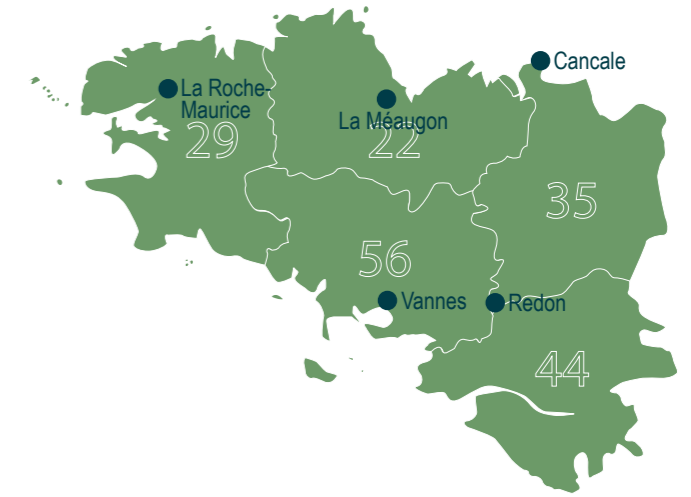 Cancale
La Roche-
Maurice
La Méaugon
29
22
35
56
Vannes
Redon
44